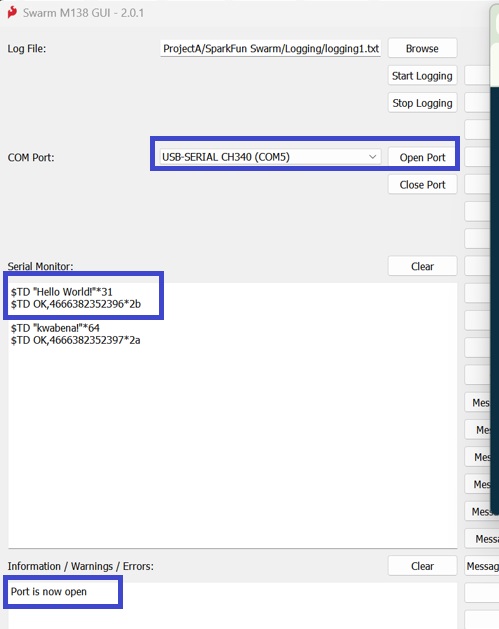 Swarm M138 GUI - 2.0.1
Log File: ProjectA/SparkFun Swarm/Logging/logging1.txt Browse
Start Logging
Stop Logging
COM Port: USB-SERIAL CH340 (COM5) Open Port
Close Port
Serial Monitor: Clear
$TD "Hello World!"*31
$TD OK,4666382352396*2b
$TD "kwabena!"*64
$TD OK,4666382352397*2a
Mes
Me
Me
Me
Mess
Messa
Information / Warnings / Errors: Clear Message
Port is now open